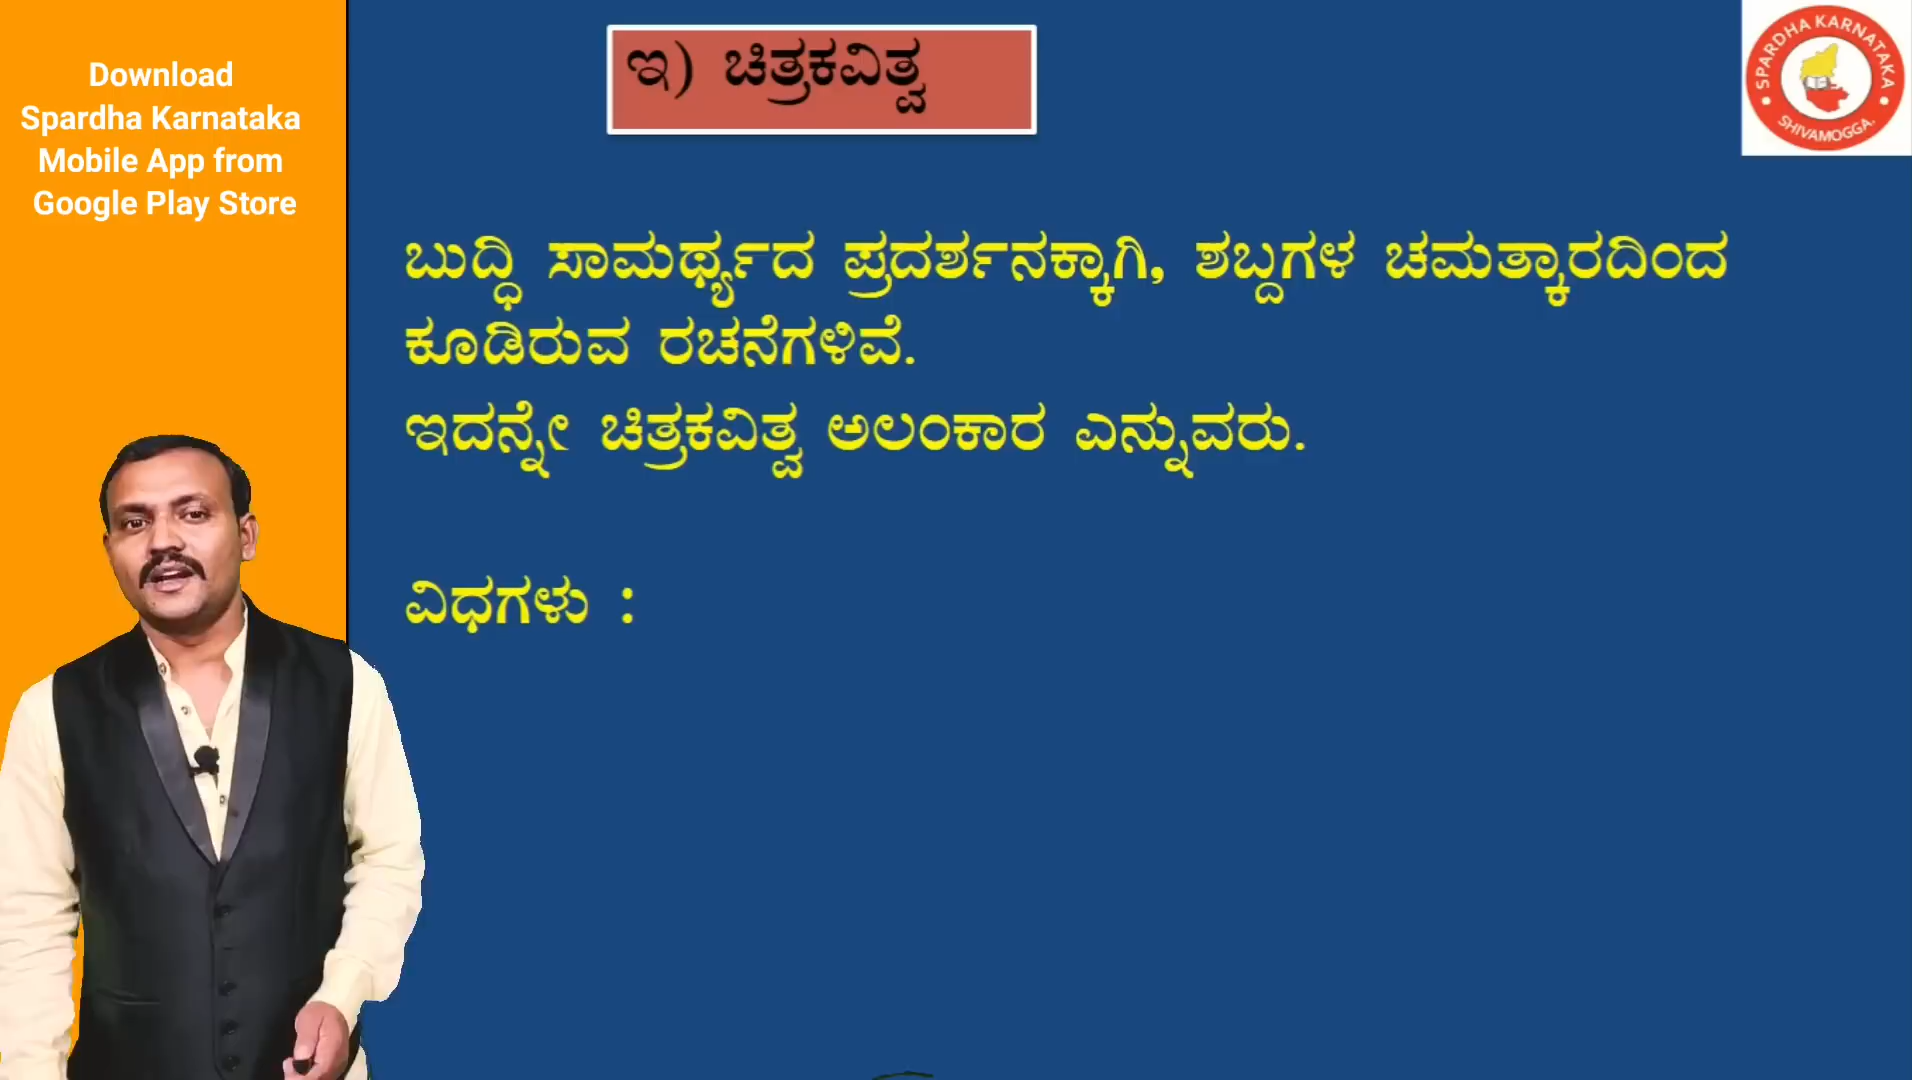 Download
Spardha Karnataka
Mobile App from
Google Play Store
ಇ) ಚಿತ್ರಕವಿತ್ವ
SPARDHA KARNATAKA
SHIVAMOGGA.
ಬುದ್ಧಿ ಸಾಮರ್ಥ್ಯದ ಪ್ರದರ್ಶನಕ್ಕಾಗಿ, ಶಬ್ದಗಳ ಚಮತ್ಕಾರದಿಂದ
ಕೂಡಿರುವ ರಚನೆಗಳಿವೆ.
ಇದನ್ನೇ ಚಿತ್ರಕವಿತ್ವ ಅಲಂಕಾರ ಎನ್ನುವರು.
ವಿಧಗಳು :